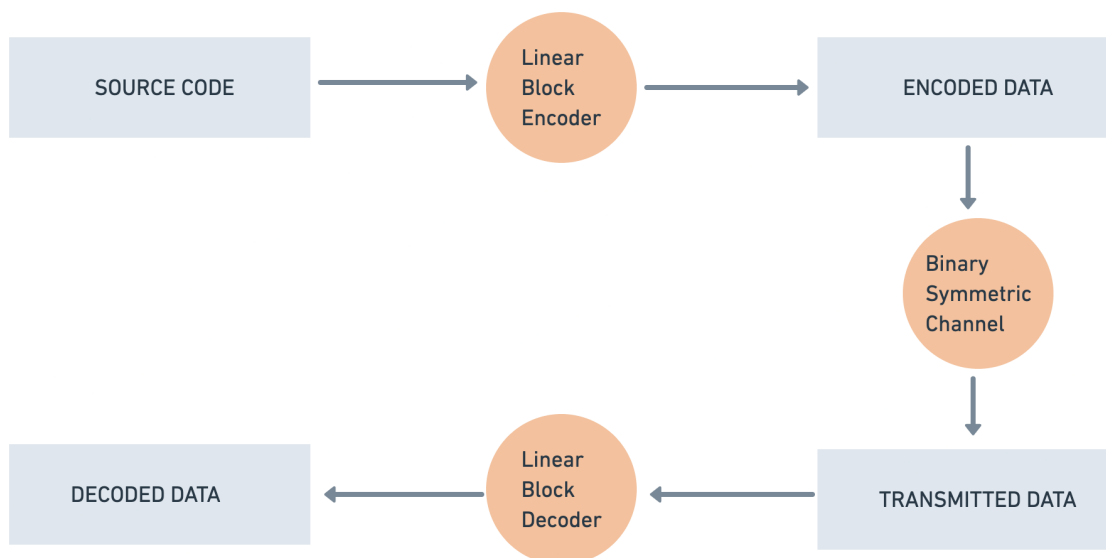 SOURCE CODE
Linear
Block
Encoder
ENCODED DATA
Binary
Symmetric
Channel
TRANSMITTED DATA
Linear
Block
Decoder
DECODED DATA